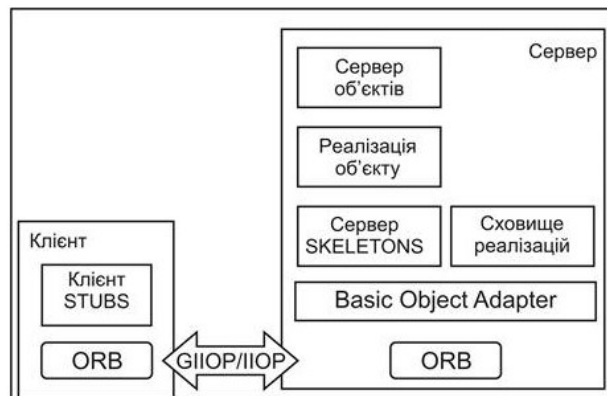 Сервер
Сервер
об’єктів
Реалізація
об’єкту
Сервер
SKELETONS
Сховище
реалізацій
Basic Object Adapter
ORB
Клієнт
Клієнт
STUBS
ORB
GIIOP/IIOP